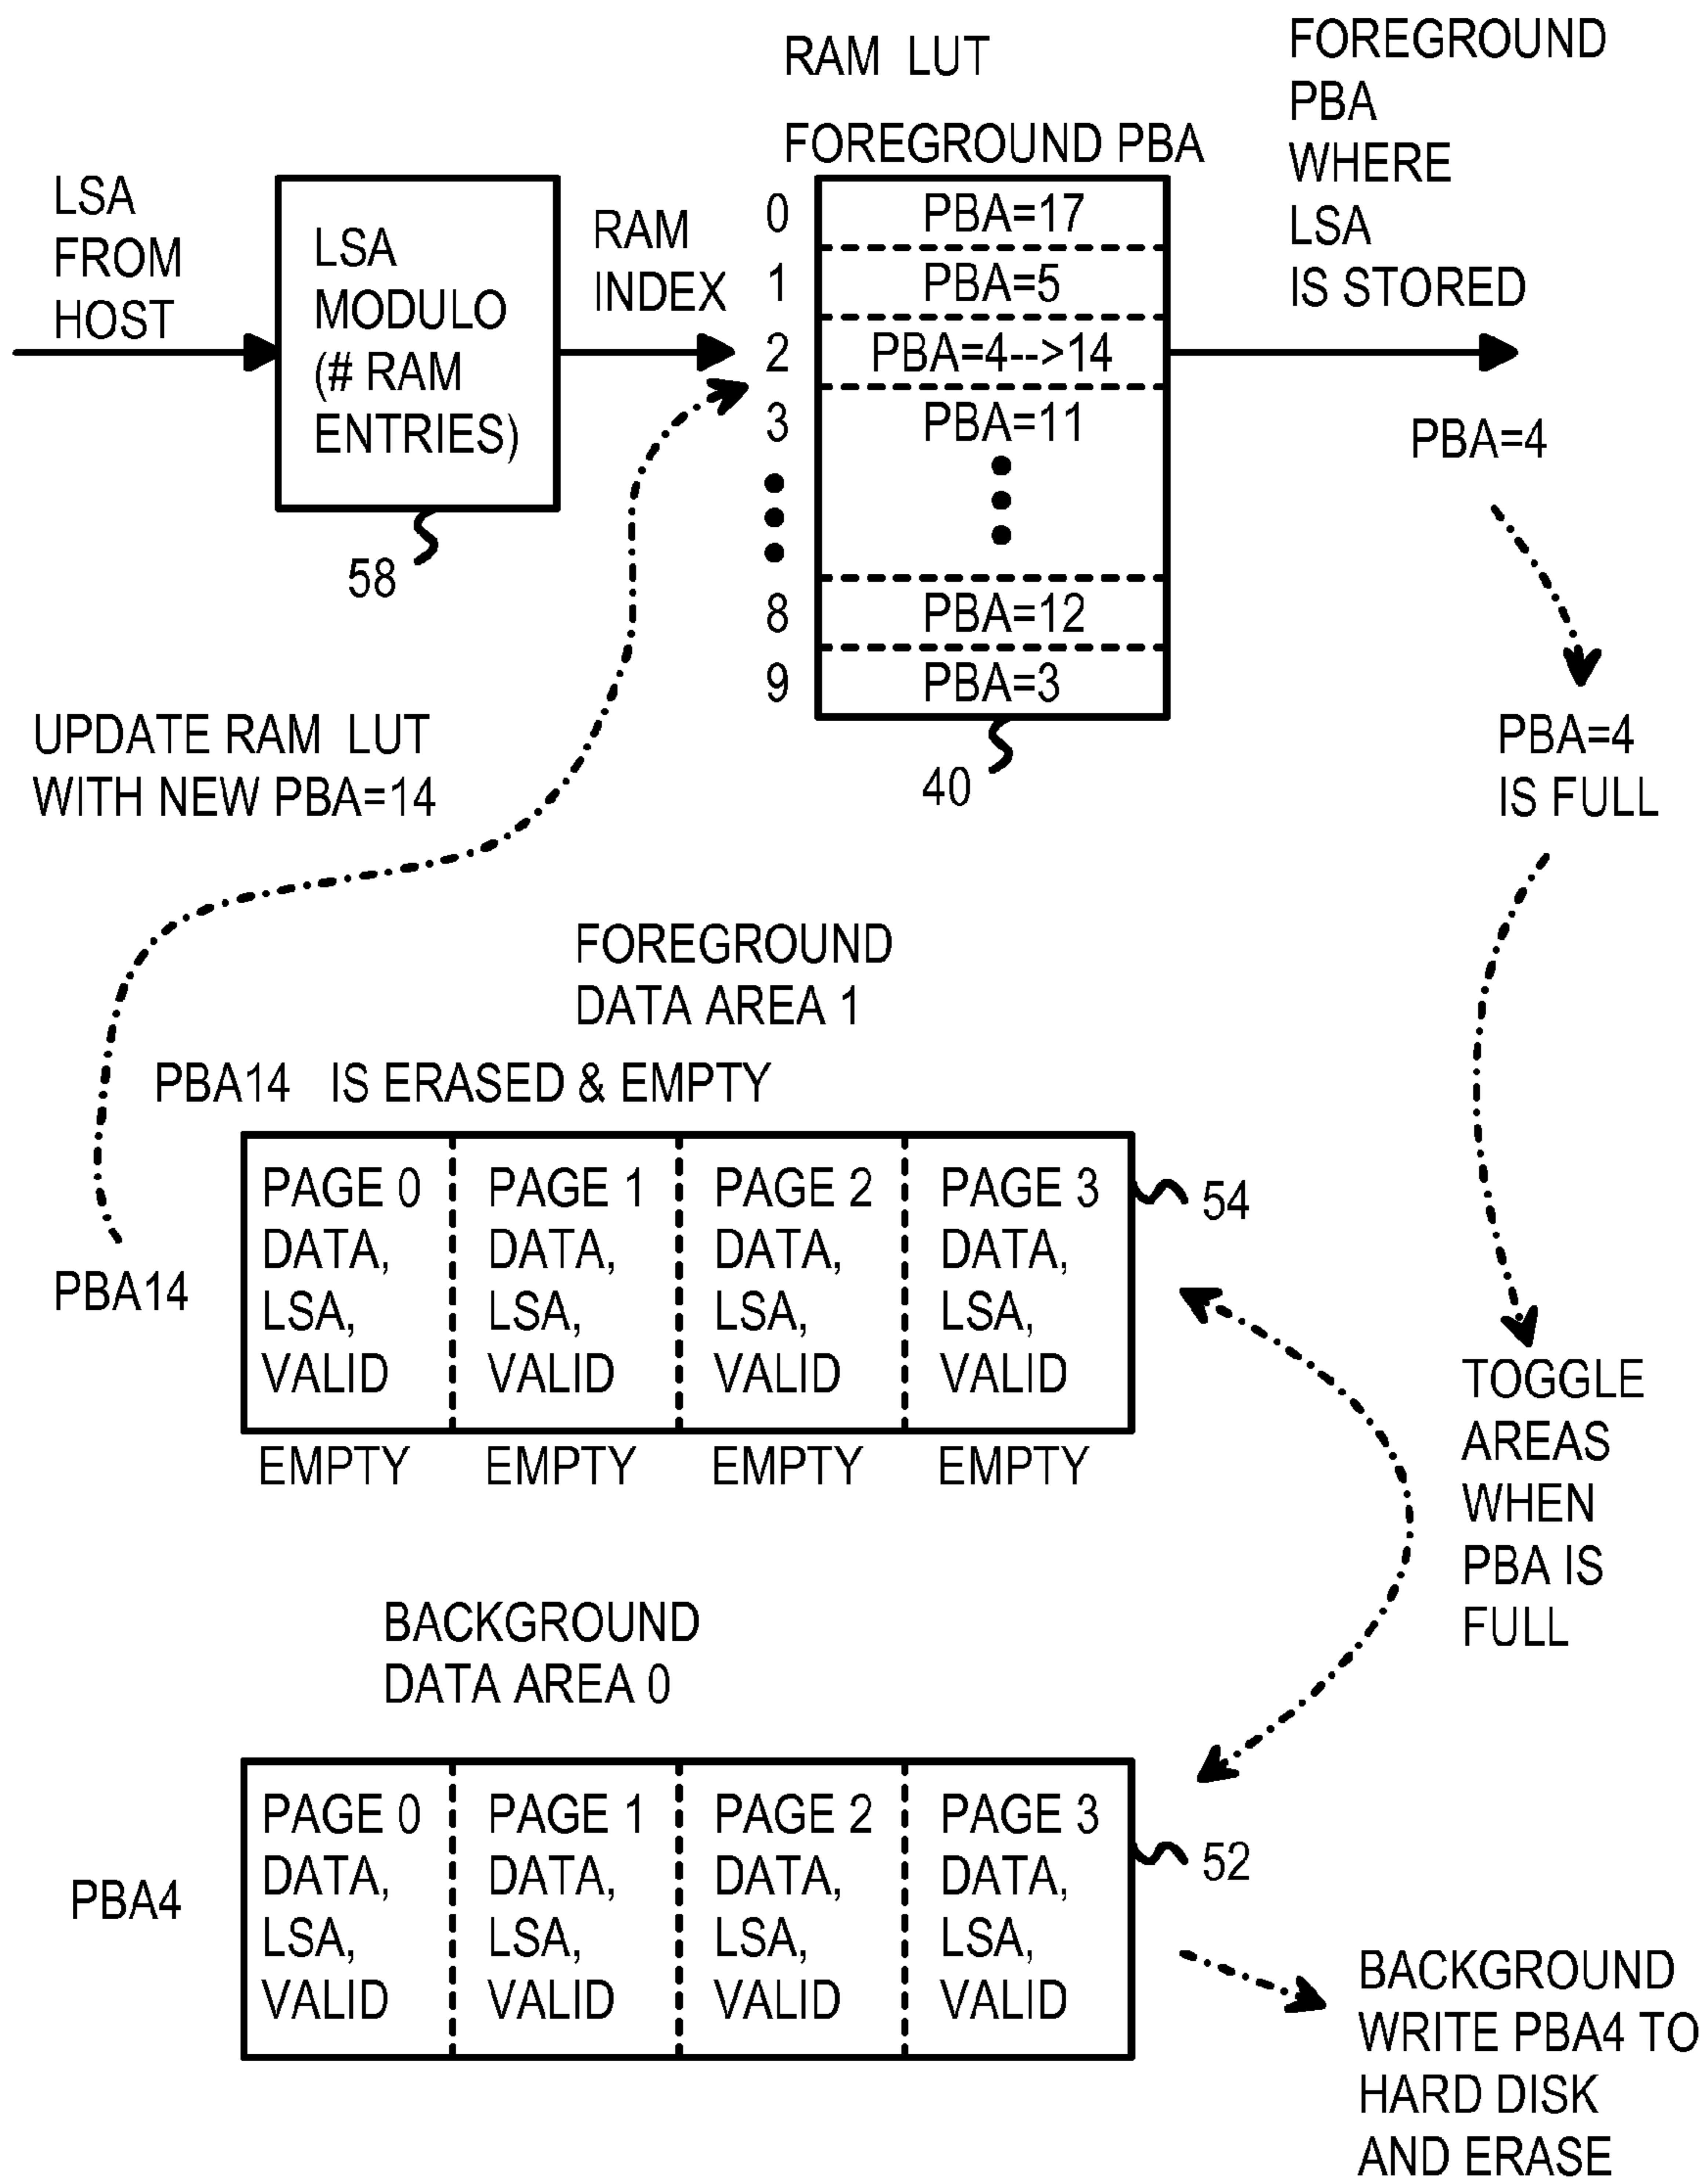 LSA
FROM
HOST
LSA
MODULO
(# RAM
ENTRIES)
58
RAM
INDEX
RAM LUT
FOREGROUND PBA
0 PBA=17
1 PBA=5
2 PBA=4-->14
3 PBA=11
8 PBA=12
9 PBA=3
40
FOREGROUND
PBA
WHERE
LSA
IS STORED
PBA=4
PBA=4
IS FULL
UPDATE RAM LUT
WITH NEW PBA=14
FOREGROUND
DATA AREA 1
PBA14 IS ERASED & EMPTY
PBA14
PAGE 0 PAGE 1 PAGE 2 PAGE 3
DATA, DATA, DATA, DATA,
LSA, LSA, LSA, LSA,
VALID VALID VALID VALID
EMPTY EMPTY EMPTY EMPTY
54
TOGGLE
AREAS
WHEN
PBA IS
FULL
BACKGROUND
DATA AREA 0
PBA4
PAGE 0 PAGE 1 PAGE 2 PAGE 3
DATA, DATA, DATA, DATA,
LSA, LSA, LSA, LSA,
VALID VALID VALID VALID
52
BACKGROUND
WRITE PBA4 TO
HARD DISK
AND ERASE